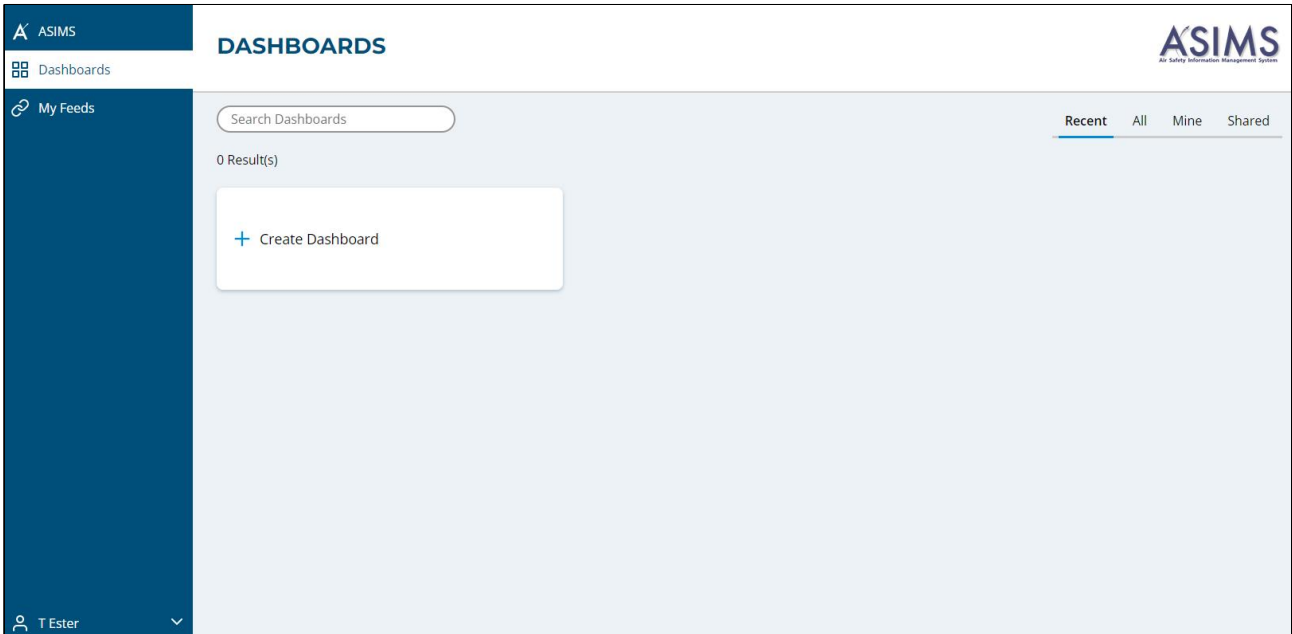 ASIMS
Dashboards
My Feeds
T Ester
DASHBOARDS
ASIMS
Air Safety Information Management System
Search Dashboards
Recent All Mine Shared
0 Result(s)
+ Create Dashboard